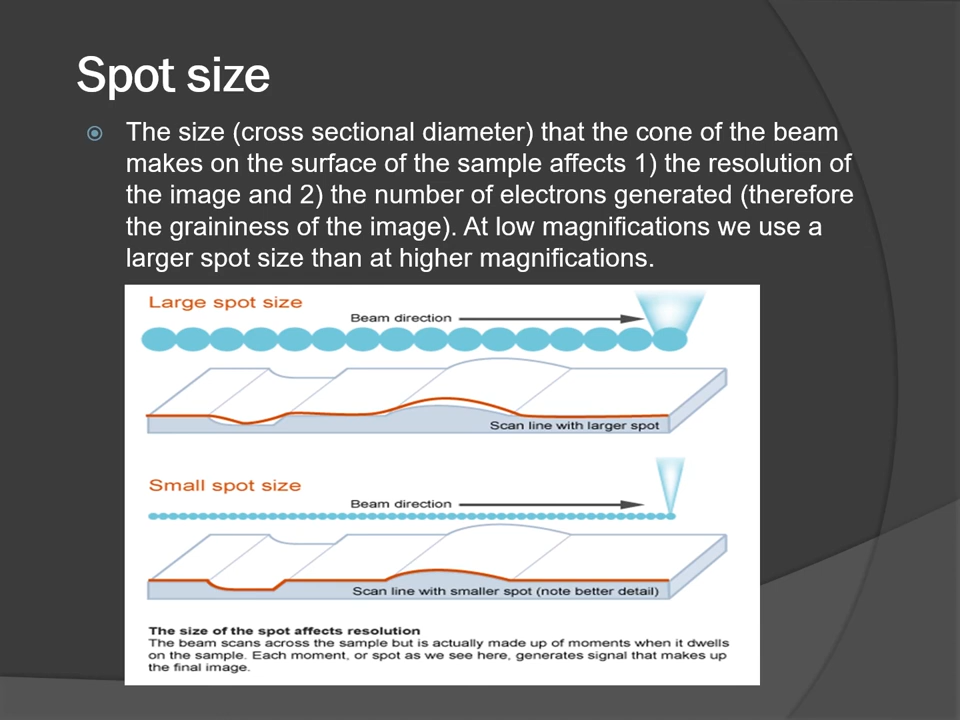 Spot size
The size (cross sectional diameter) that the cone of the beam
makes on the surface of the sample affects 1) the resolution of
the image and 2) the number of electrons generated (therefore
the graininess of the image). At low magnifications we use a
larger spot size than at higher magnifications.
Large spot size
Beam direction
Scan line with larger spot
Small spot size
Beam direction
Scan line with smaller spot (note better detail)
The size of the spot affects resolution
The beam scans across the sample but is actually made up of moments when it dwells
on the sample. Each moment, or spot as we see here, generates signal that makes up
the final image.